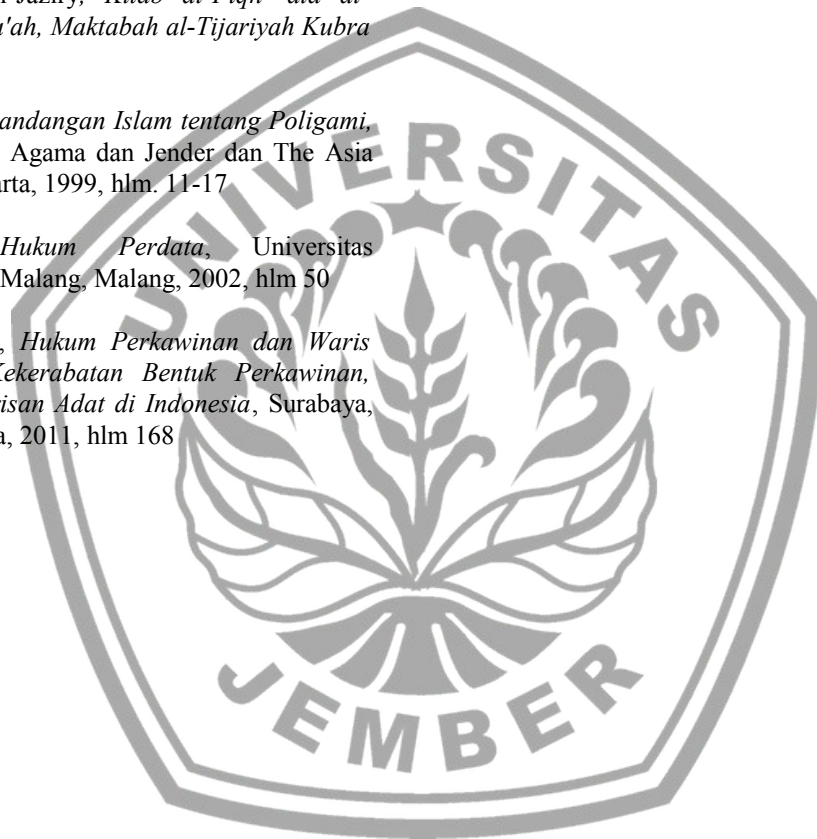 Kitab al-Fiqh 'ala al-
u'ah, Maktabah al-Tijariyah Kubra
andangan Islam tentang Poligami,
Agama dan Jender dan The Asia
arta, 1999, hlm. 11-17
Hukum Perdata, Universitas
Malang, Malang, 2002, hlm 50
, Hukum Perkawinan dan Waris
Kekerabatan Bentuk Perkawinan,
risan Adat di Indonesia, Surabaya,
a, 2011, hlm 168
UNIVERSITAS
JEMBER